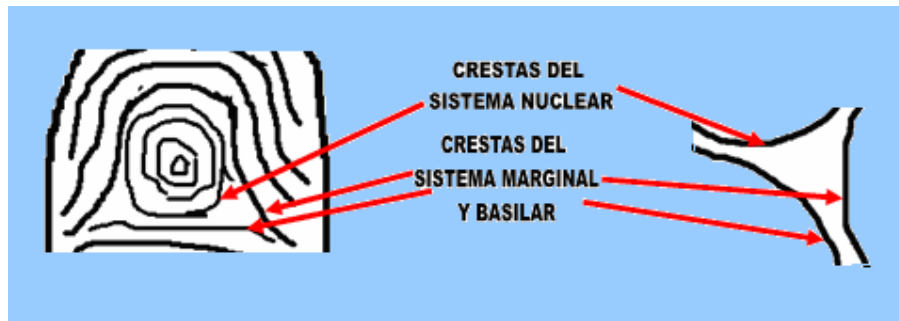 CRESTAS DEL
SISTEMA NUCLEAR
CRESTAS DEL
SISTEMA MARGINAL
Y BASILAR